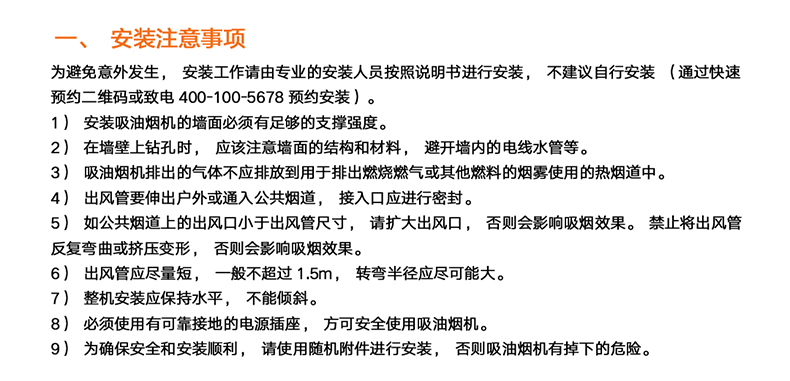 一、 安装注意事项
为避免意外发生， 安装工作请由专业的安装人员按照说明书进行安装， 不建议自行安装 （通过快速
预约二维码或致电 400-100-5678 预约安装）。
1） 安装吸油烟机的墙面必须有足够的支撑强度。
2） 在墙壁上钻孔时， 应该注意墙面的结构和材料， 避开墙内的电线水管等。
3） 吸油烟机排出的气体不应排放到用于排出燃烧燃气或其他燃料的烟雾使用的热烟道中。
4） 出风管要伸出户外或通入公共烟道， 接入口应进行密封。
5） 如公共烟道上的出风口小于出风管尺寸， 请扩大出风口， 否则会影响吸烟效果。 禁止将出风管
反复弯曲或挤压变形， 否则会影响吸烟效果。
6） 出风管应尽量短， 一般不超过 1.5m， 转弯半径应尽可能大。
7） 整机安装应保持水平， 不能倾斜。
8） 必须使用有可靠接地的电源插座， 方可安全使用吸油烟机。
9） 为确保安全和安装顺利， 请使用随机附件进行安装， 否则吸油烟机有掉下的危险。